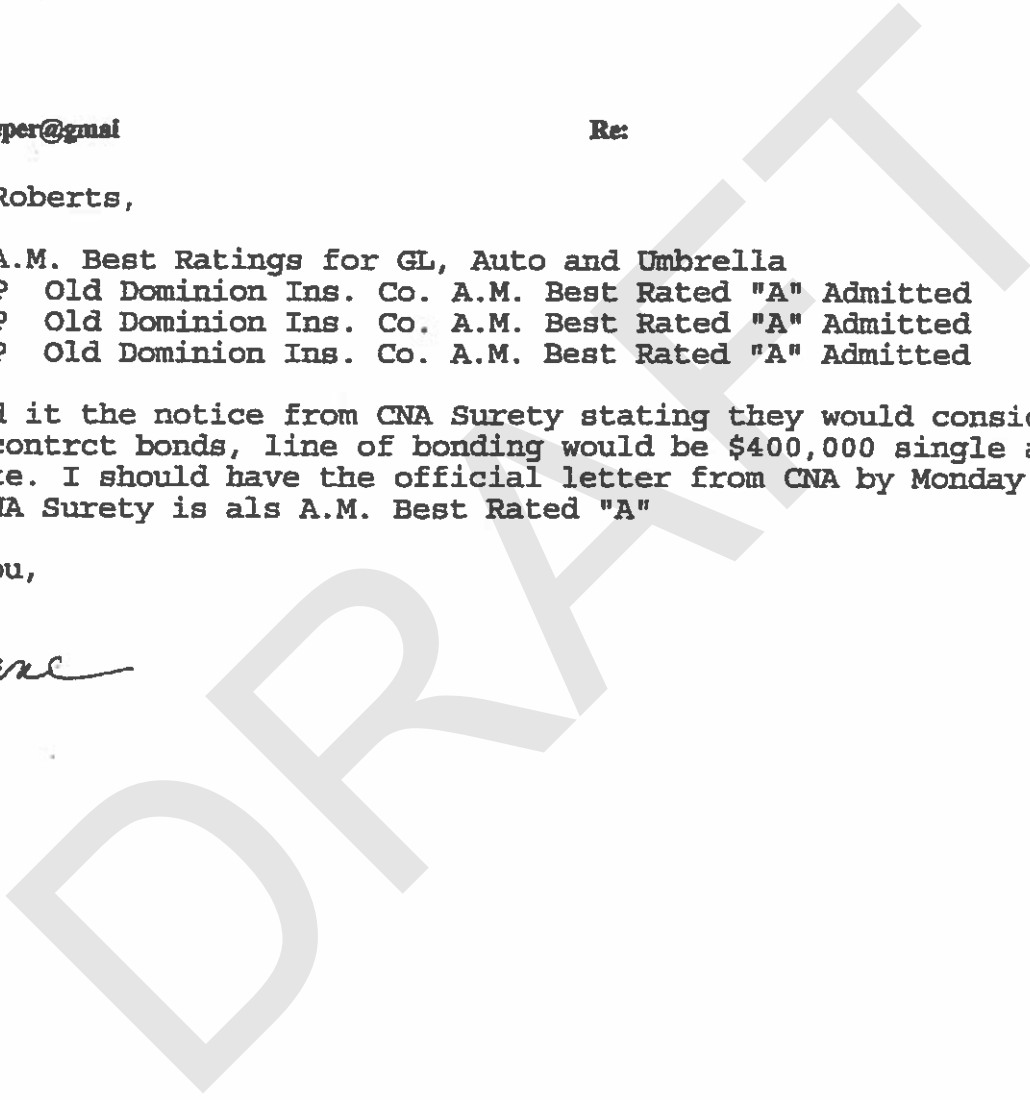 per@gmai Re:
Roberts,
A.M. Best Ratings for GL, Auto and Umbrella
? Old Dominion Ins. Co. A.M. Best Rated "A" Admitted
? Old Dominion Ins. Co. A.M. Best Rated "A" Admitted
? Old Dominion Ins. Co. A.M. Best Rated "A" Admitted
it the notice from CNA Surety stating they would consid
contrct bonds, line of bonding would be $400,000 single a
te. I should have the official letter from CNA by Monday
NA Surety is als A.M. Best Rated "A"
ou,
DRAFT